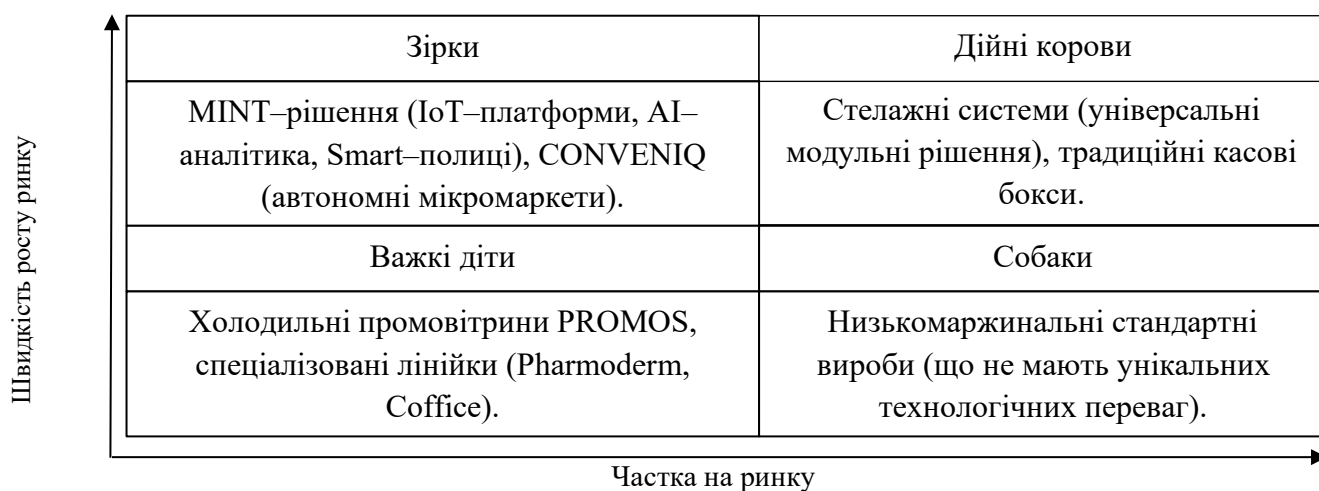 Швидкість росту ринку
Зірки
Дійні корови
MINT–рішення (IoT–платформи, AI–
аналітика, Smart–полиці), CONVENIQ
(автономні мікромаркети).
Стелажні системи (універсальні
модульні рішення), традиційні касові
бокси.
Важкі діти
Собаки
Холодильні промовітрини PROMOS,
спеціалізовані лінійки (Pharmoderm,
Coffice).
Низькомаржинальні стандартні
вироби (що не мають унікальних
технологічних переваг).
Частка на ринку